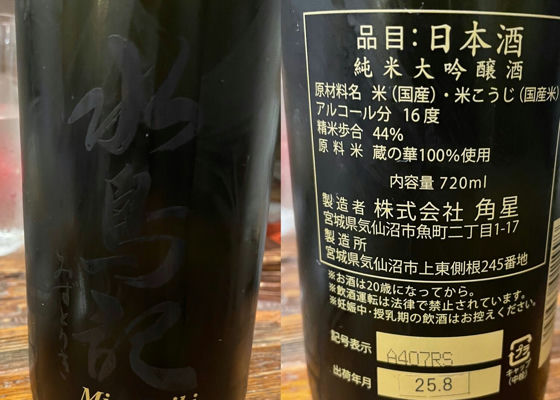 水鳥記
みずとりき
品目:日本酒
純米大吟醸酒
原材料名 米(国産)・米こうじ(国産米)
アルコール分 16度
精米歩合 44%
原料米 蔵の華100%使用
内容量 720ml
製造者 株式会社 角星
宮城県気仙沼市魚町二丁目1-17
製造所
宮城県気仙沼市上東側根245番地
※お酒は20歳になってから。
※飲酒運転は法律で禁止されています。
※妊娠中・授乳期の飲酒はお控えください。
記号表示 A407RS
出荷年月 25.8
プラ
キャップ
(中栓)